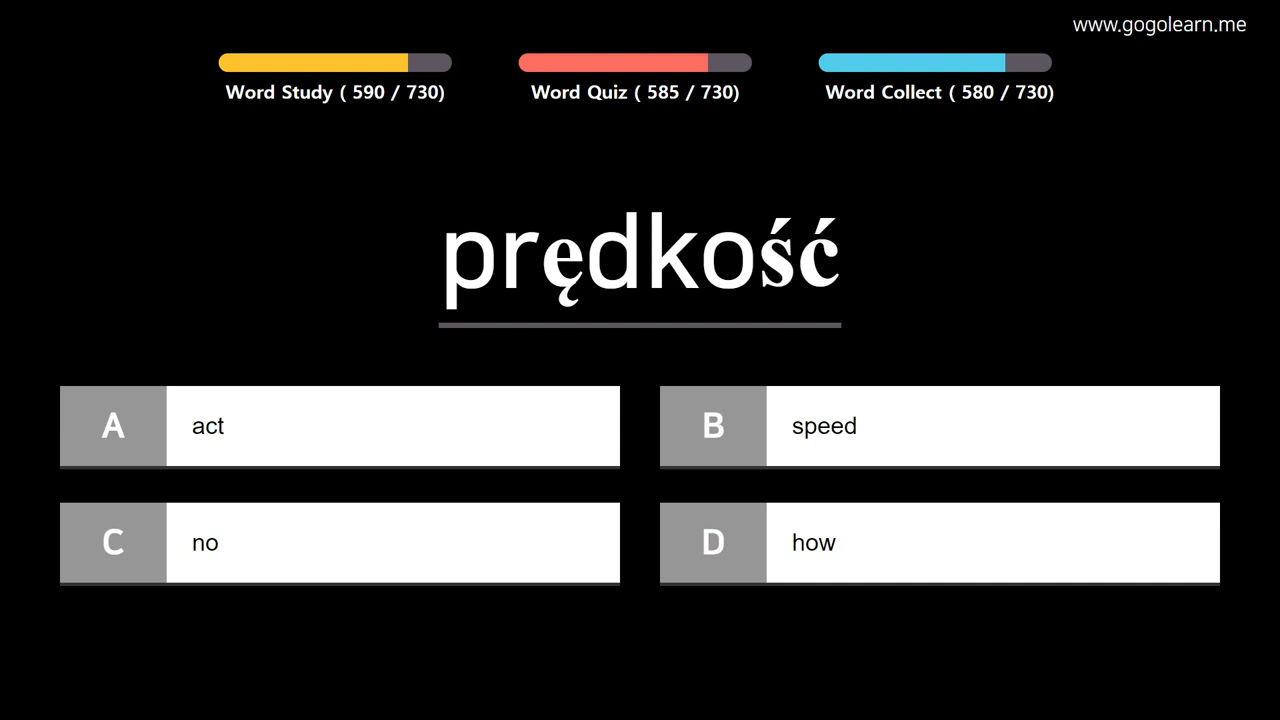 www.gogolearn.me
Word Study ( 590 / 730)
Word Quiz ( 585 / 730)
Word Collect ( 580 / 730)
prędkość
A act
B speed
C no
D how